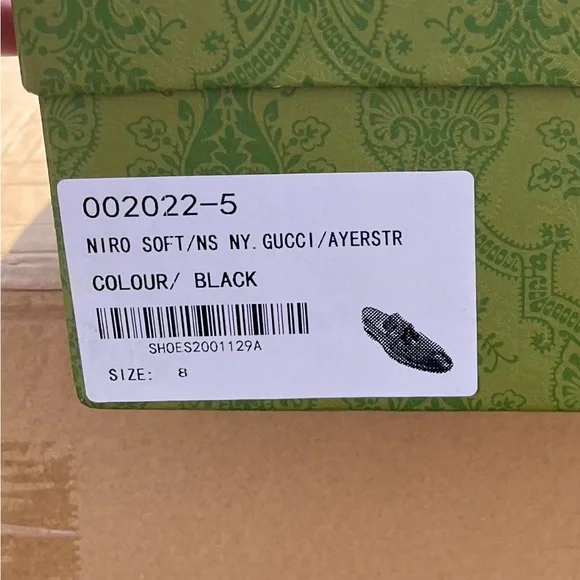 002022-5
NIRO SOFT/NS NY.GUCCI/AYERSTR
COLOUR/ BLACK
SHOES2001129A
SIZE: 8